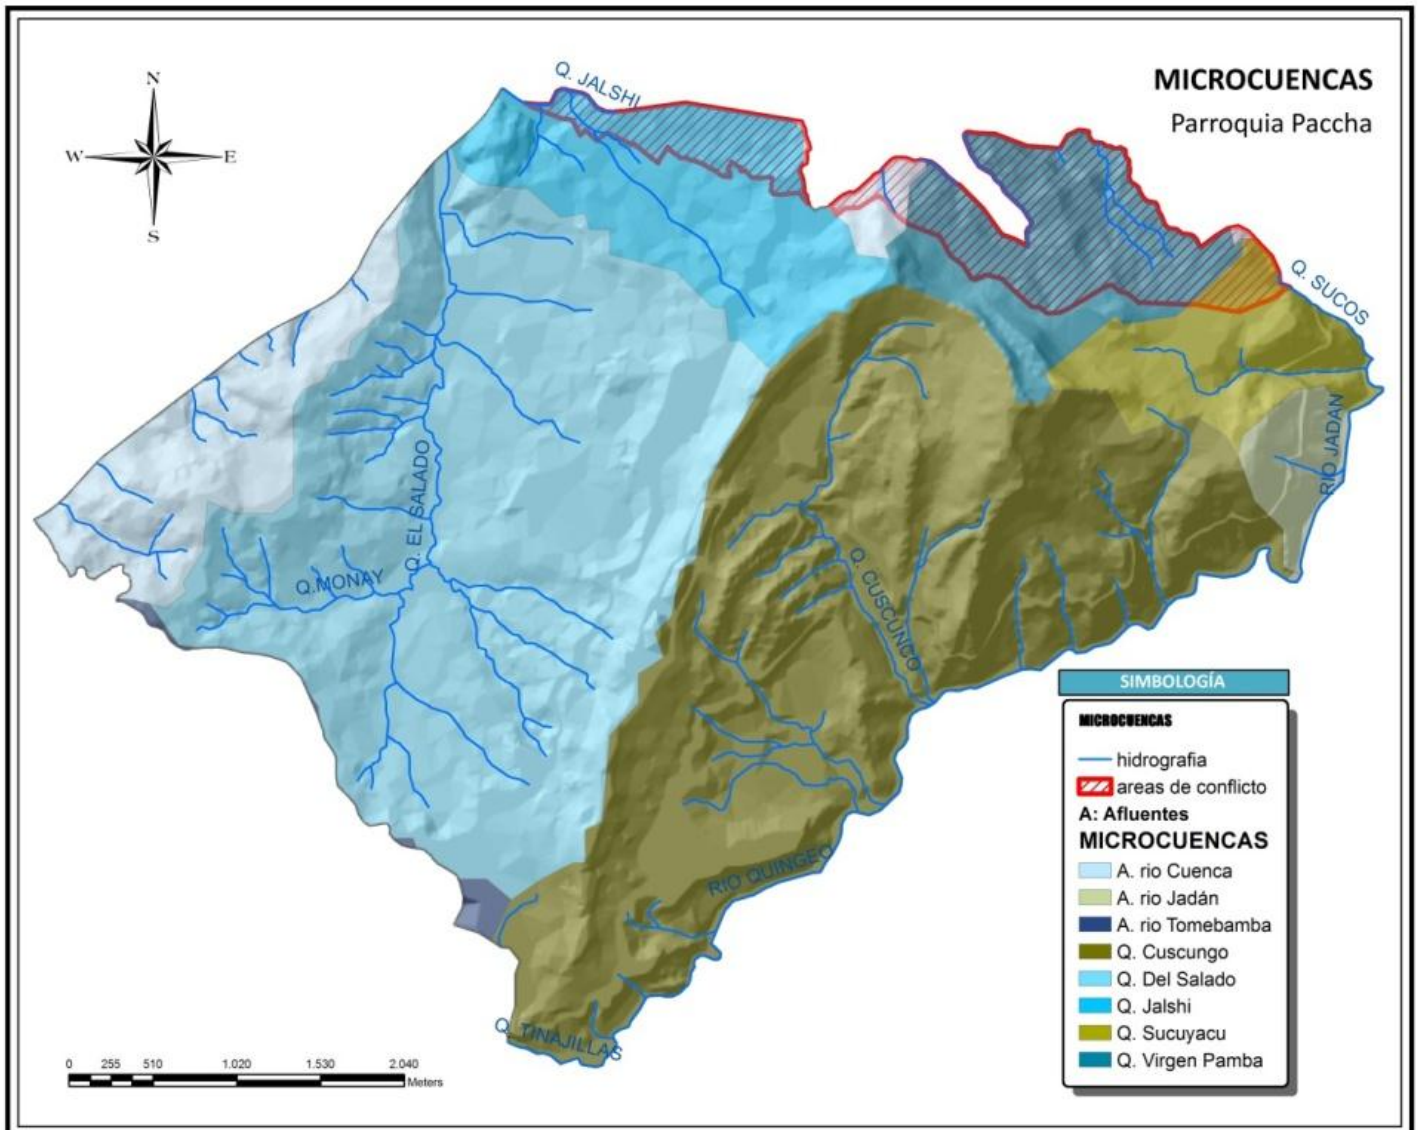 MICROCUENCAS
Parroquia Paccha
N
W
E
S
Q. JALSHI
Q. SUCOS
RIO JADAN
Q. EL SALADO
Q.MONAY
Q. CUSCUNCO
RIO QUINGEO
Q. TINAJILLAS
SIMBOLOGÍA
MICROCUENCAS
hidrografia
areas de conflicto
A: Afluentes
MICROCUENCAS
A. rio Cuenca
A. rio Jadán
A. rio Tomebamba
Q. Cuscungo
Q. Del Salado
Q. Jalshi
Q. Sucuyacu
Q. Virgen Pamba
0 255 510 1.020 1.530 2.040
Meters